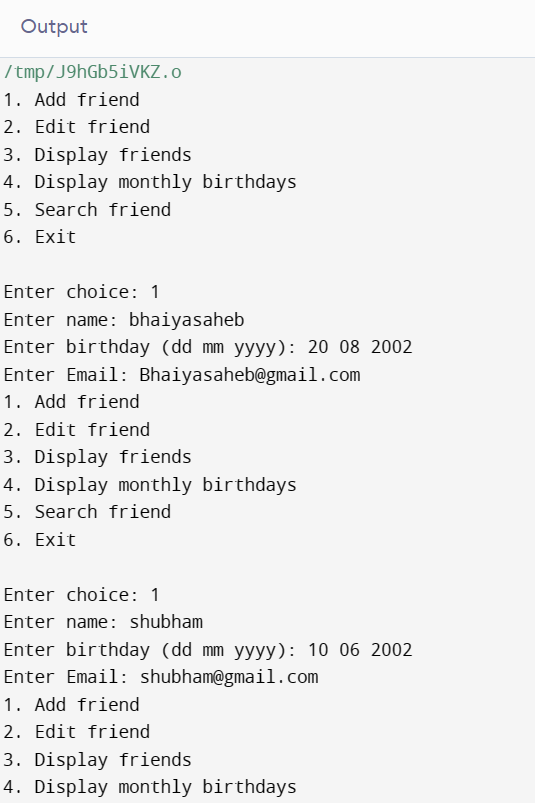 Output
/tmp/J9hGb5iVKZ.o
1. Add friend
2. Edit friend
3. Display friends
4. Display monthly birthdays
5. Search friend
6. Exit
Enter choice: 1
Enter name: bhaiyasaheb
Enter birthday (dd mm yyyy): 20 08 2002
Enter Email: Bhaiyasaheb@gmail.com
1. Add friend
2. Edit friend
3. Display friends
4. Display monthly birthdays
5. Search friend
6. Exit
Enter choice: 1
Enter name: shubham
Enter birthday (dd mm yyyy): 10 06 2002
Enter Email: shubham@gmail.com
1. Add friend
2. Edit friend
3. Display friends
4. Display monthly birthdays